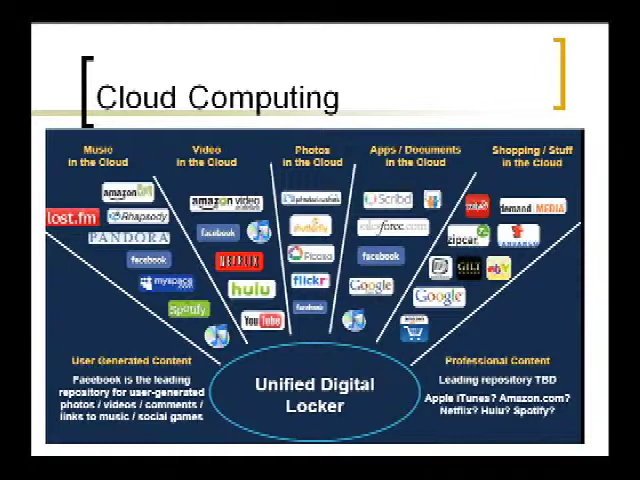 Cloud Computing
Music
in the Cloud
Video
in the Cloud
Photos
in the Cloud
Apps / Documents
in the Cloud
Shopping / Stuff
in the Cloud
amazon
lost.fm
Rhapsody
PANDORA
facebook
myspace
Spotify
amazon video
facebook
NETFLIX
hulu
YouTube
photobucket
shutterfly
Picasa
flickr
facebook
Scribd
salesforce.com
facebook
Google
demand MEDIA
zipcar
GILT
ebY
Google
User Generated Content
Facebook is the leading
repository for user-generated
photos / videos / comments /
links to music / social games
Unified Digital
Locker
Professional Content
Leading repository TBD
Apple iTunes? Amazon.com?
Netflix? Hulu? Spotify?